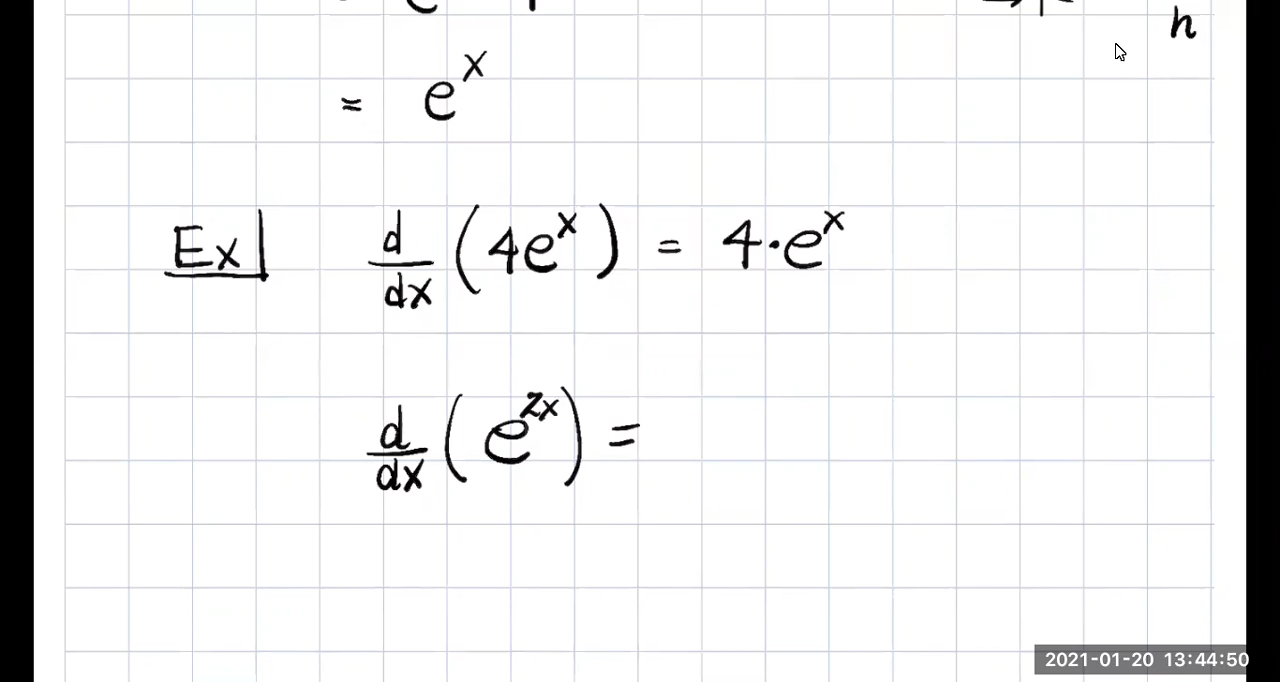 h
= e^x
Ex d/dx (4e^x) = 4·e^x
d/dx (e^{2x}) =
2021-01-20 13:44:50